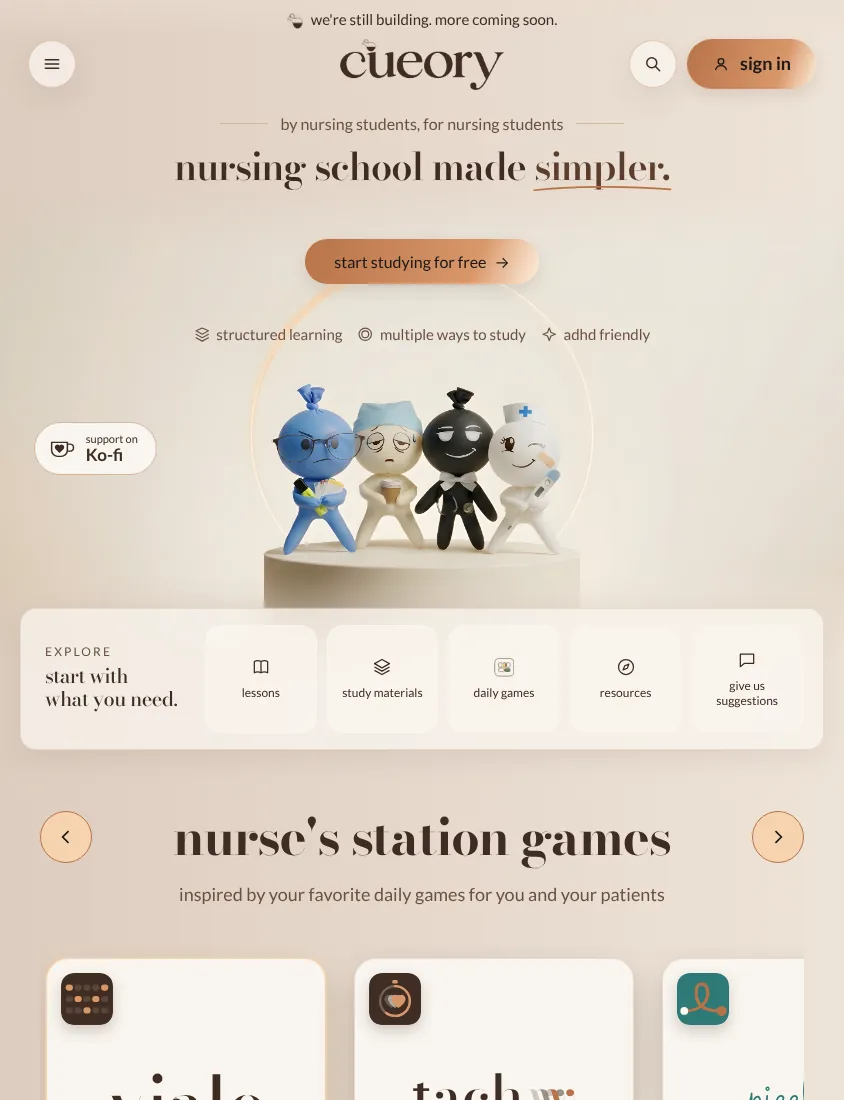 we're still building. more coming soon.
cueory
sign in
by nursing students, for nursing students
nursing school made simpler.
start studying for free →
structured learning
multiple ways to study
adhd friendly
support on
Ko-fi
EXPLORE
start with
what you need.
lessons
study materials
daily games
resources
give us
suggestions
nurse's station games
inspired by your favorite daily games for you and your patients